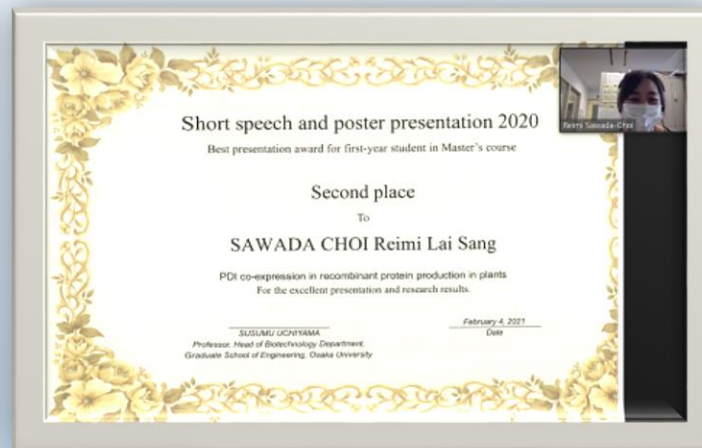 Short speech and poster presentation 2020
Best presentation award for first-year student in Master's course
Second place
To
SAWADA CHOI Reimi Lai Sang
PDI co-expression in recombinant protein production in plants
For the excellent presentation and research results.
SUSUMU UCHIYAMA
Professor, Head of Biotechnology Department,
Graduate School of Engineering, Osaka University
February 4, 2021
Date
Reimi Sawada-Choi